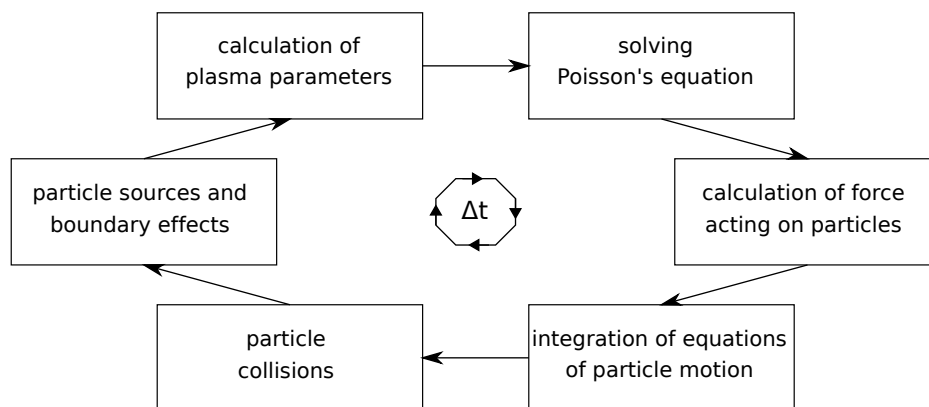 calculation of
plasma parameters
solving
Poisson's equation
particle sources and
boundary effects
Δt
calculation of force
acting on particles
particle
collisions
integration of equations
of particle motion